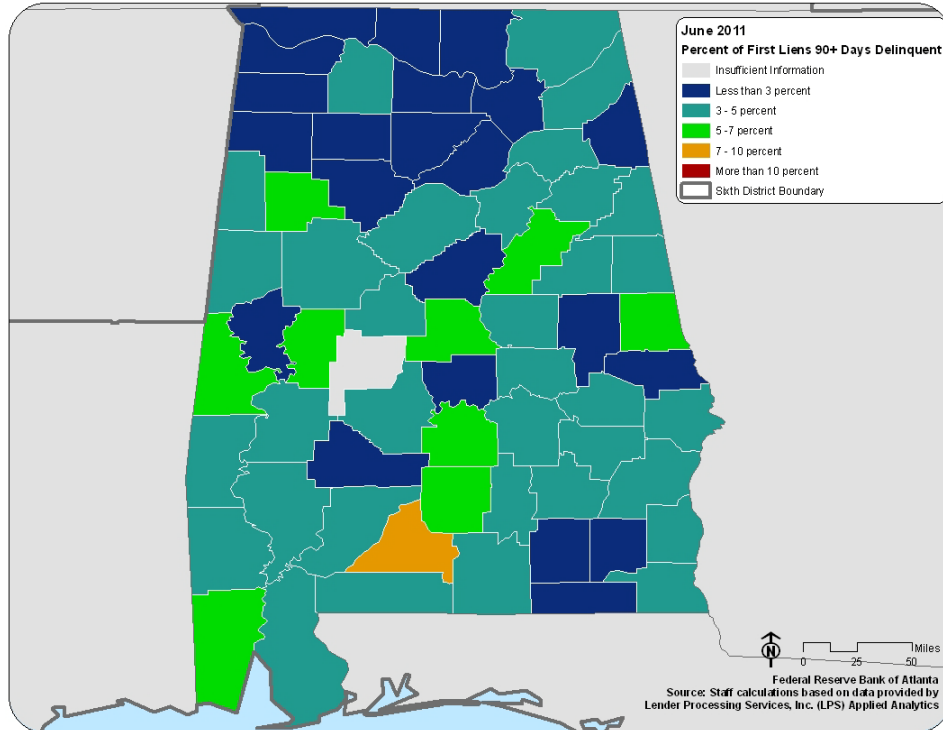 June 2011
Percent of First Liens 90+ Days Delinquent
Insufficient Information
Less than 3 percent
3 - 5 percent
5 -7 percent
7 - 10 percent
More than 10 percent
Sixth District Boundary
N
Miles
0 25 50
Federal Reserve Bank of Atlanta
Source: Staff calculations based on data provided by
Lender Processing Services, Inc. (LPS) Applied Analytics